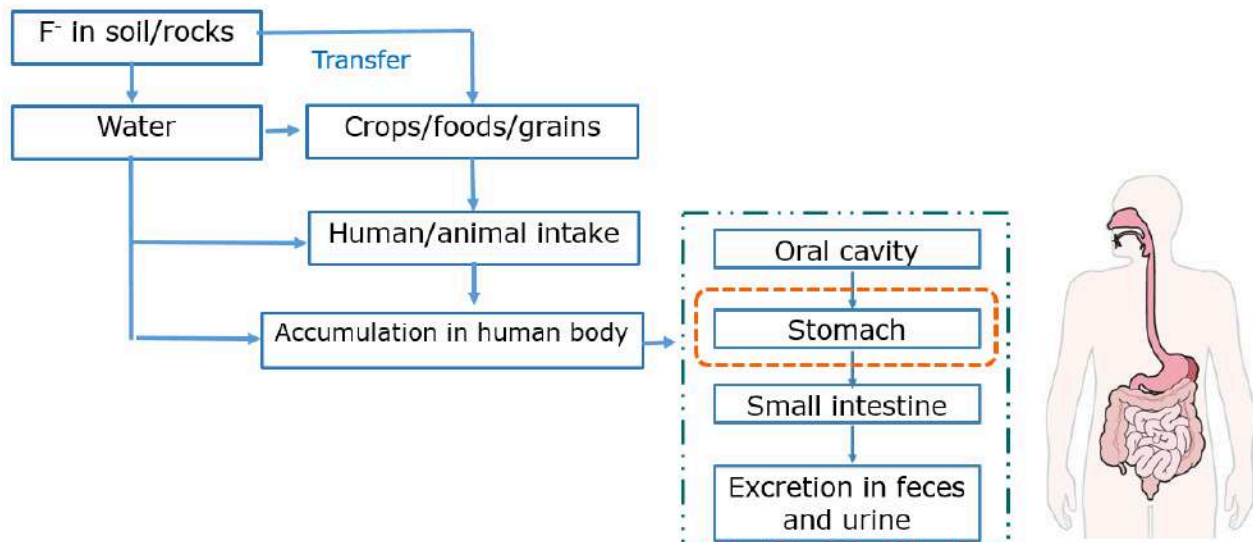 F- in soil/rocks
Transfer
Water
Crops/foods/grains
Human/animal intake
Accumulation in human body
Oral cavity
Stomach
Small intestine
Excretion in feces
and urine